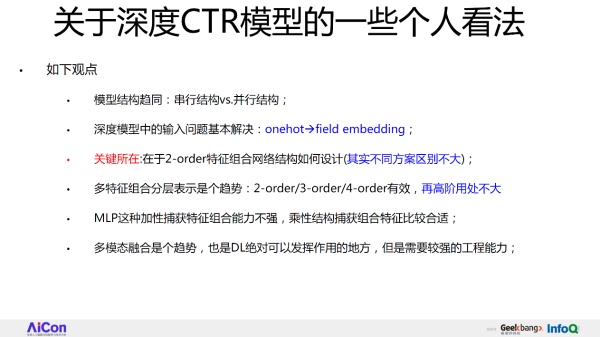 关于深度CTR模型的一些个人看法
• 如下观点
• 模型结构趋同：串行结构vs.并行结构；
• 深度模型中的输入问题基本解决：onehot→field embedding；
• 关键所在:在于2-order特征组合网络结构如何设计(其实不同方案区别不大)；
• 多特征组合分层表示是个趋势：2-order/3-order/4-order有效，再高阶用处不大
• MLP这种加性捕获特征组合能力不强，乘性结构捕获组合特征比较合适；
• 多模态融合是个趋势，也是DL绝对可以发挥作用的地方，但是需要较强的工程能力；
AiCon
Geekbang>. InfoQ